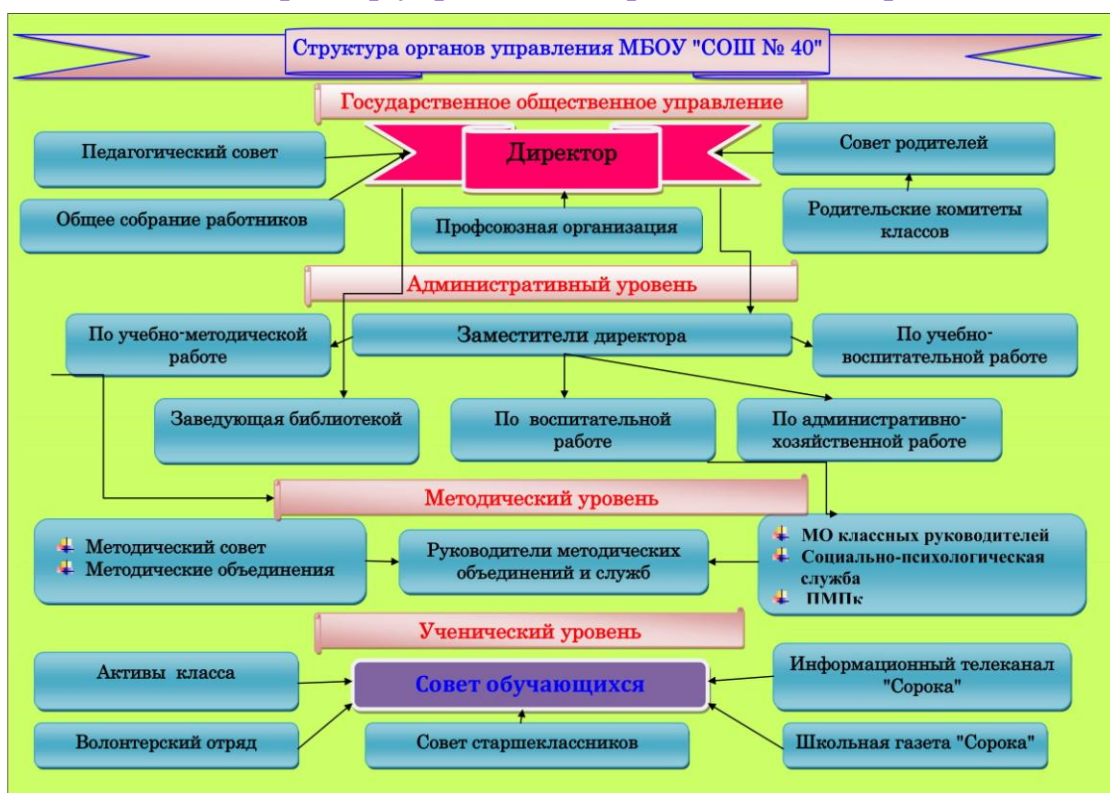 Структура органов управления МБОУ "СОШ № 40"
Государственное общественное управление
Педагогический совет
Директор
Совет родителей
Общее собрание работников
Профсоюзная организация
Родительские комитеты
классов
Административный уровень
По учебно-методической
работе
Заместители директора
По учебно-
воспитательной работе
Заведующая библиотекой
По воспитательной
работе
По административно-
хозяйственной работе
Методический уровень
Методический совет
Методические объединения
Руководители методических
объединений и служб
МО классных руководителей
Социально-психологическая
служба
ПМПк
Ученический уровень
Активы класса
Совет обучающихся
Информационный телеканал
"Сорока"
Волонтерский отряд
Совет старшеклассников
Школьная газета "Сорока"